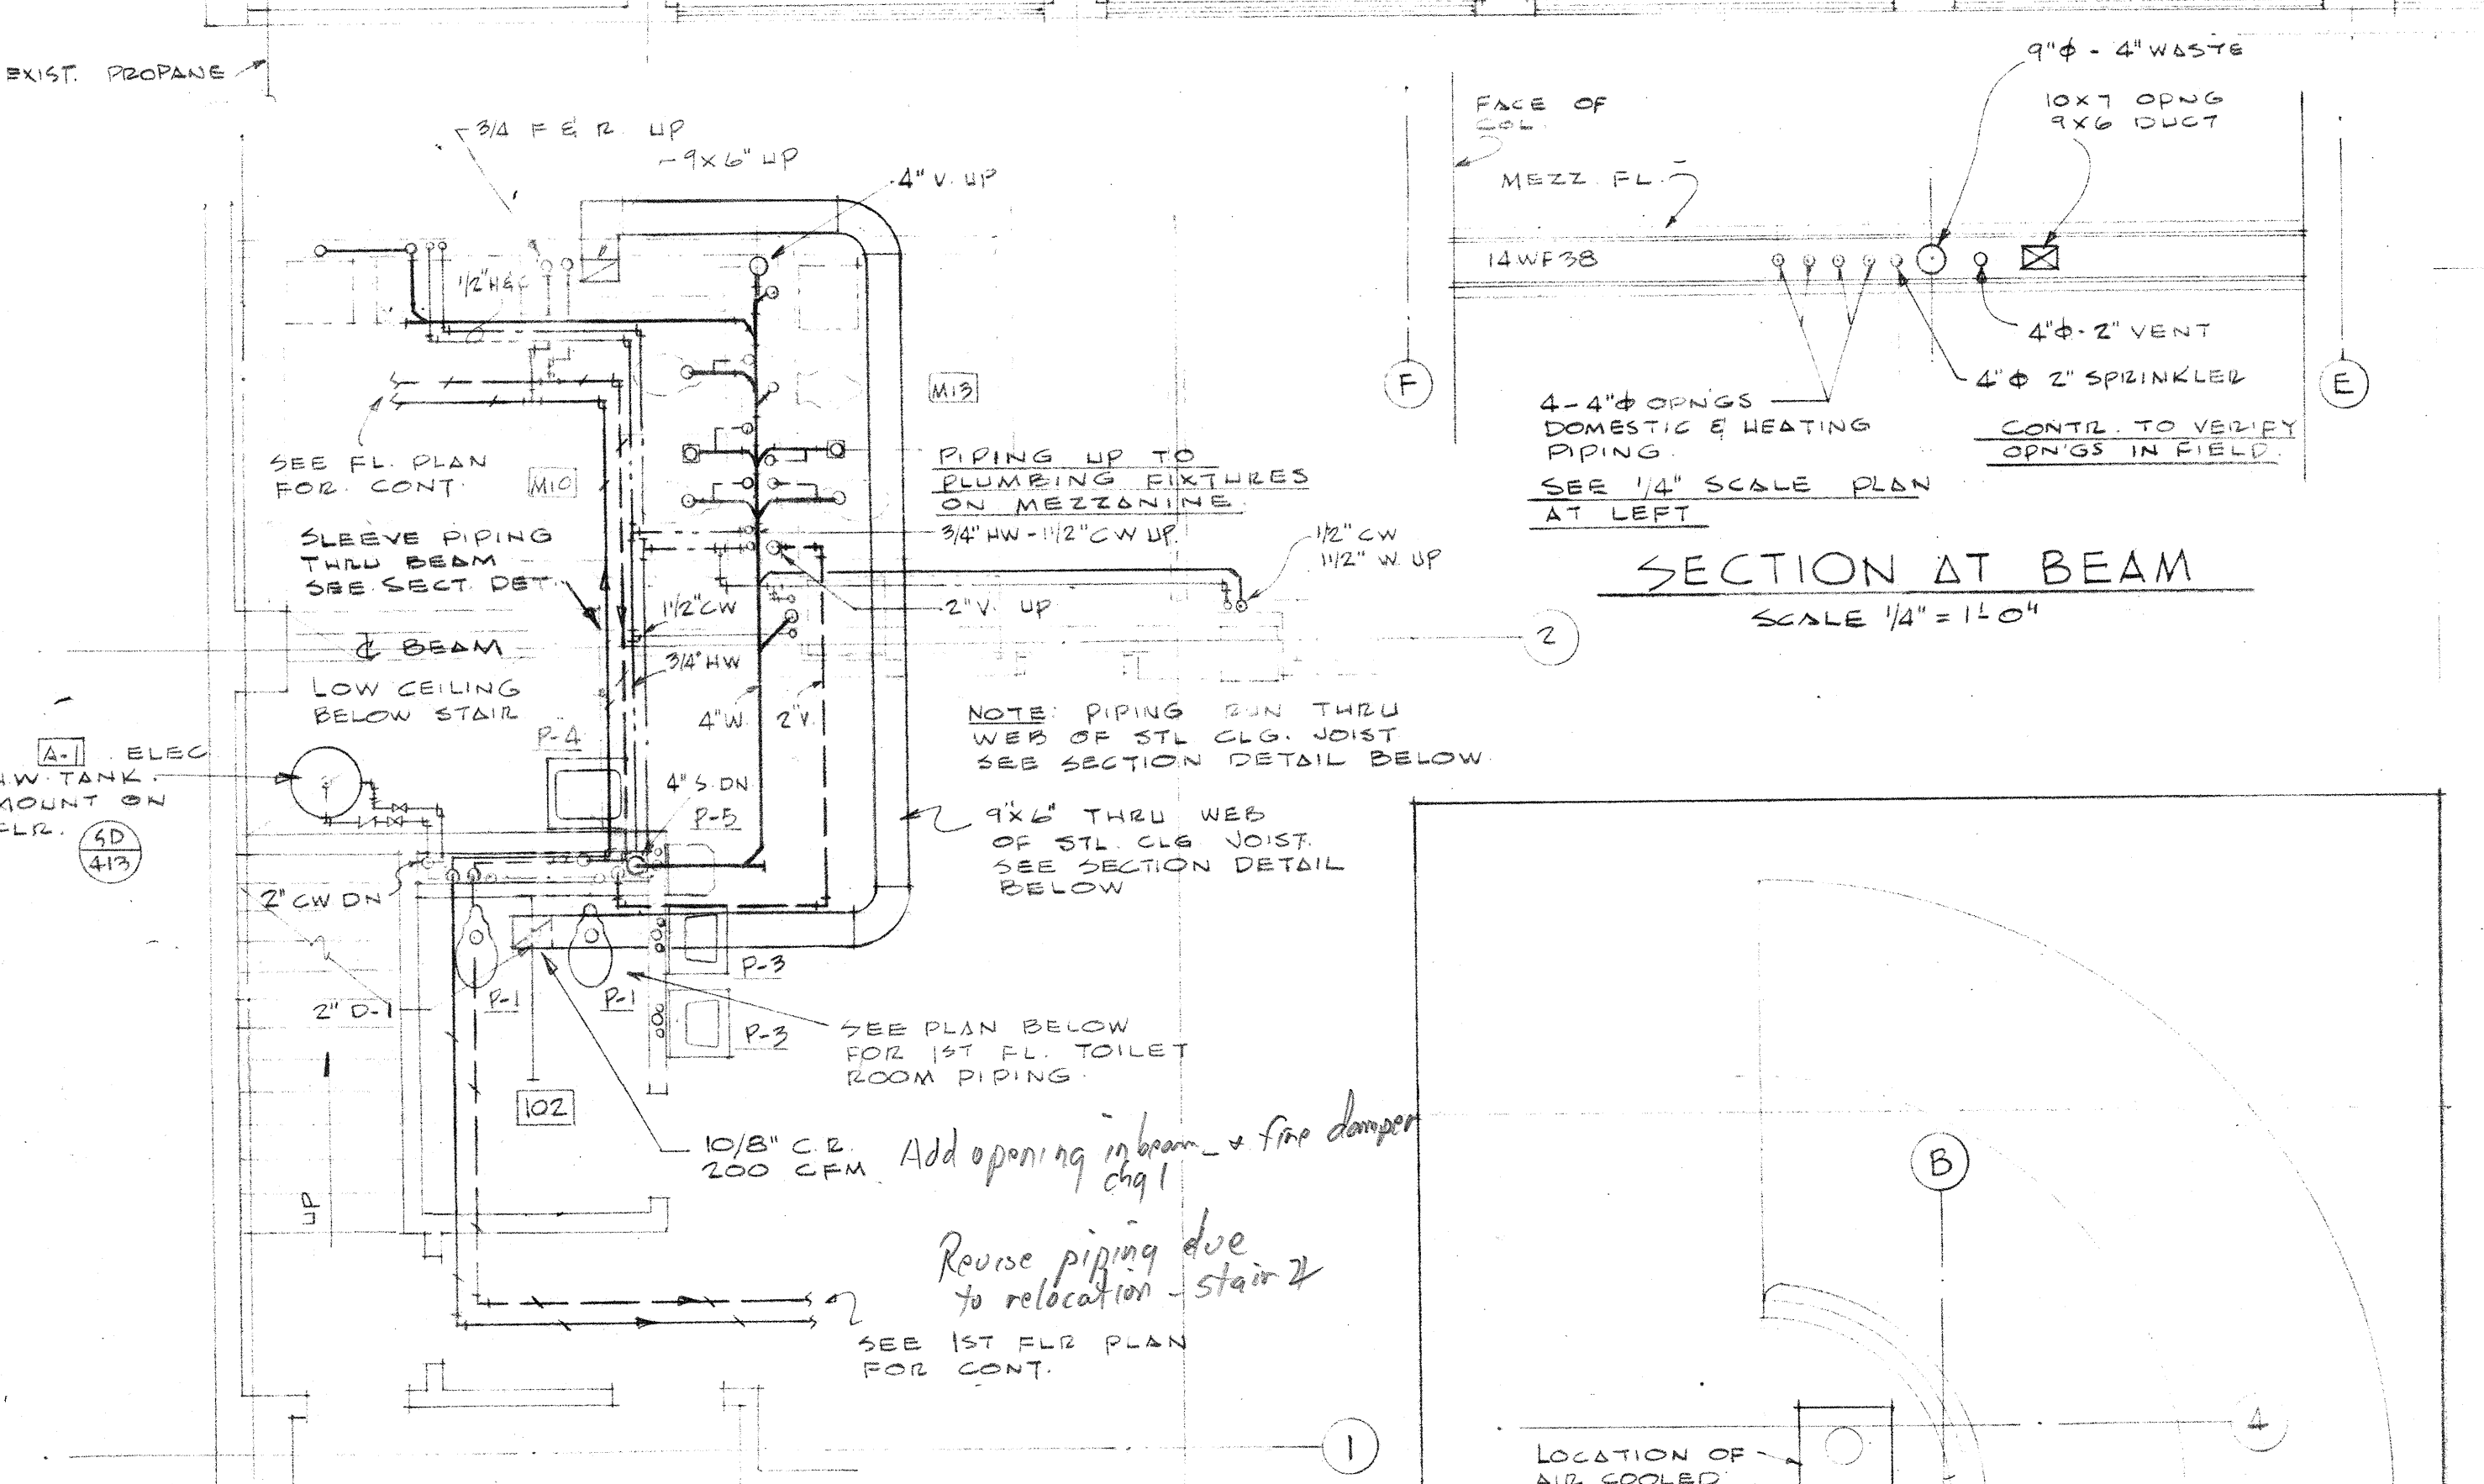 EXIST. PROPANE
3/4 F & R. UP
9x6" UP
4" V. UP
1/2" H&C
SEE FL. PLAN
FOR. CONT.
M10
M13
SLEEVE PIPING
THRU BEAM
SEE SECT. DET.
℄ BEAM
LOW CEILING
BELOW STAIR
PIPING UP TO
PLUMBING FIXTURES
ON MEZZANINE
3/4" HW - 1 1/2" CW UP.
1/2" CW
1 1/2" W. UP
1 1/2" CW
2" V. UP
3/4" HW
4" W.
2" V.
2
P-4
A-1 ELEC
H.W. TANK.
MOUNT ON
FLR.
SD
413
4" S. DN
P-5
2" CW DN
NOTE: PIPING RUN THRU
WEB OF STL CLG. JOIST
SEE SECTION DETAIL BELOW
9"x6" THRU WEB
OF STL. CLG JOIST.
SEE SECTION DETAIL
BELOW
P-1
P-1
P-3
P-3
2" D-1
SEE PLAN BELOW
FOR 1ST FL. TOILET
ROOM PIPING.
102
10/8" C.R.
200 CFM
Add opening in beam - & fire damper
chg 1
UP
Revise piping due
to relocation - stair 2
SEE 1ST FLR PLAN
FOR CONT.
1
FACE OF
COL.
MEZZ. FL.
14WF38
9"ϕ - 4" WASTE
10x7 OPNG
9x6 DUCT
F
E
4"ϕ - 2" VENT
4"ϕ 2" SPRINKLER
4-4"ϕ OPN'GS
DOMESTIC & HEATING
PIPING.
SEE 1/4" SCALE PLAN
AT LEFT
CONTR. TO VERIFY
OPN'GS IN FIELD.
SECTION AT BEAM
SCALE 1/4" = 1'-0"
B
4
LOCATION OF
AIR COOLED